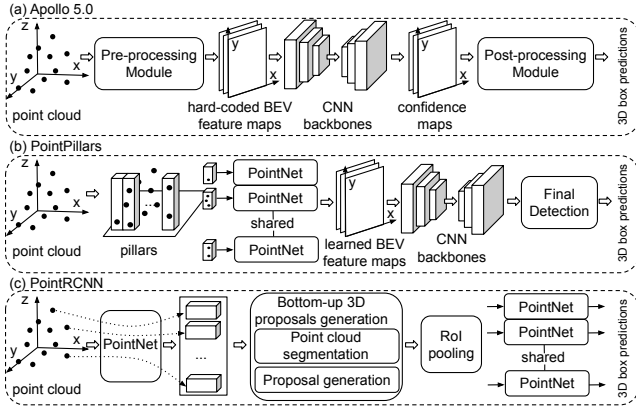 (a) Apollo 5.0
z
y
x
point cloud
Pre-processing
Module
y
x
hard-coded BEV
feature maps
CNN
backbones
y
x
confidence
maps
Post-processing
Module
3D box predictions
(b) PointPillars
z
y
x
point cloud
...
pillars
PointNet
PointNet
shared
PointNet
y
x
learned BEV
feature maps
CNN
backbones
Final
Detection
3D box predictions
(c) PointRCNN
z
y
x
point cloud
PointNet
...
Bottom-up 3D
proposals generation
Point cloud
segmentation
Proposal generation
RoI
pooling
PointNet
PointNet
shared
PointNet
3D box predictions